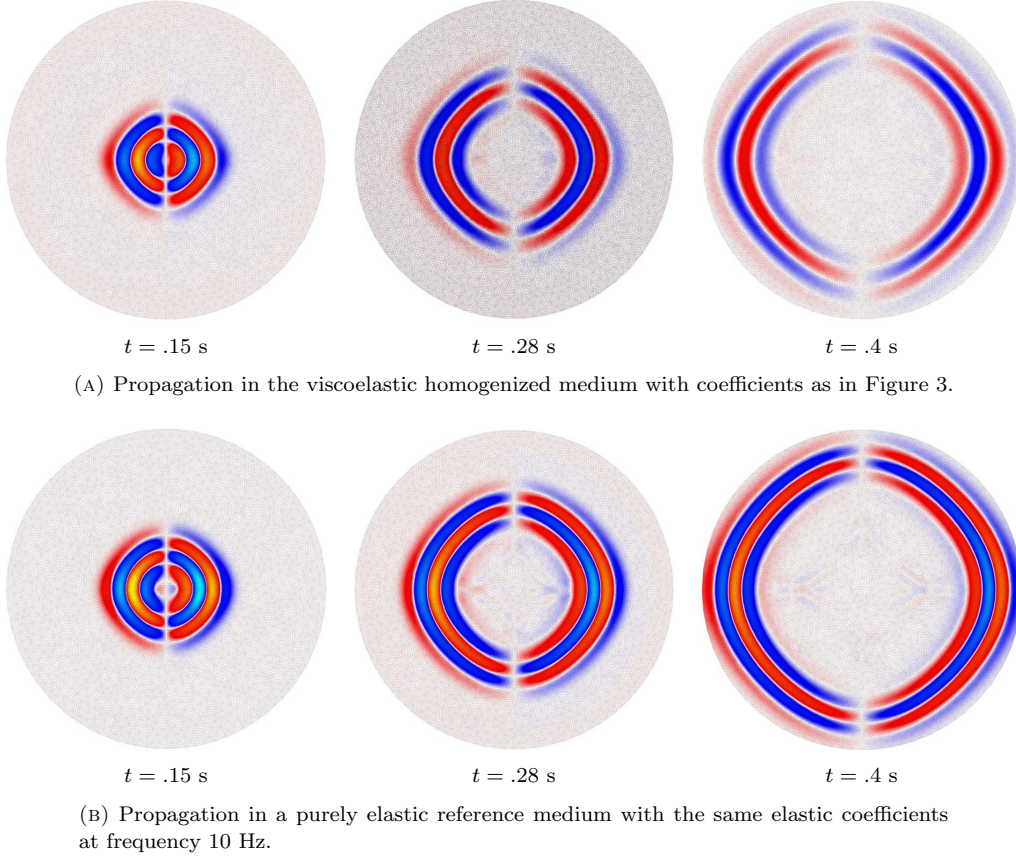 t = .15 s
t = .28 s
t = .4 s
(A) Propagation in the viscoelastic homogenized medium with coefficients as in Figure 3.
t = .15 s
t = .28 s
t = .4 s
(B) Propagation in a purely elastic reference medium with the same elastic coefficients
at frequency 10 Hz.